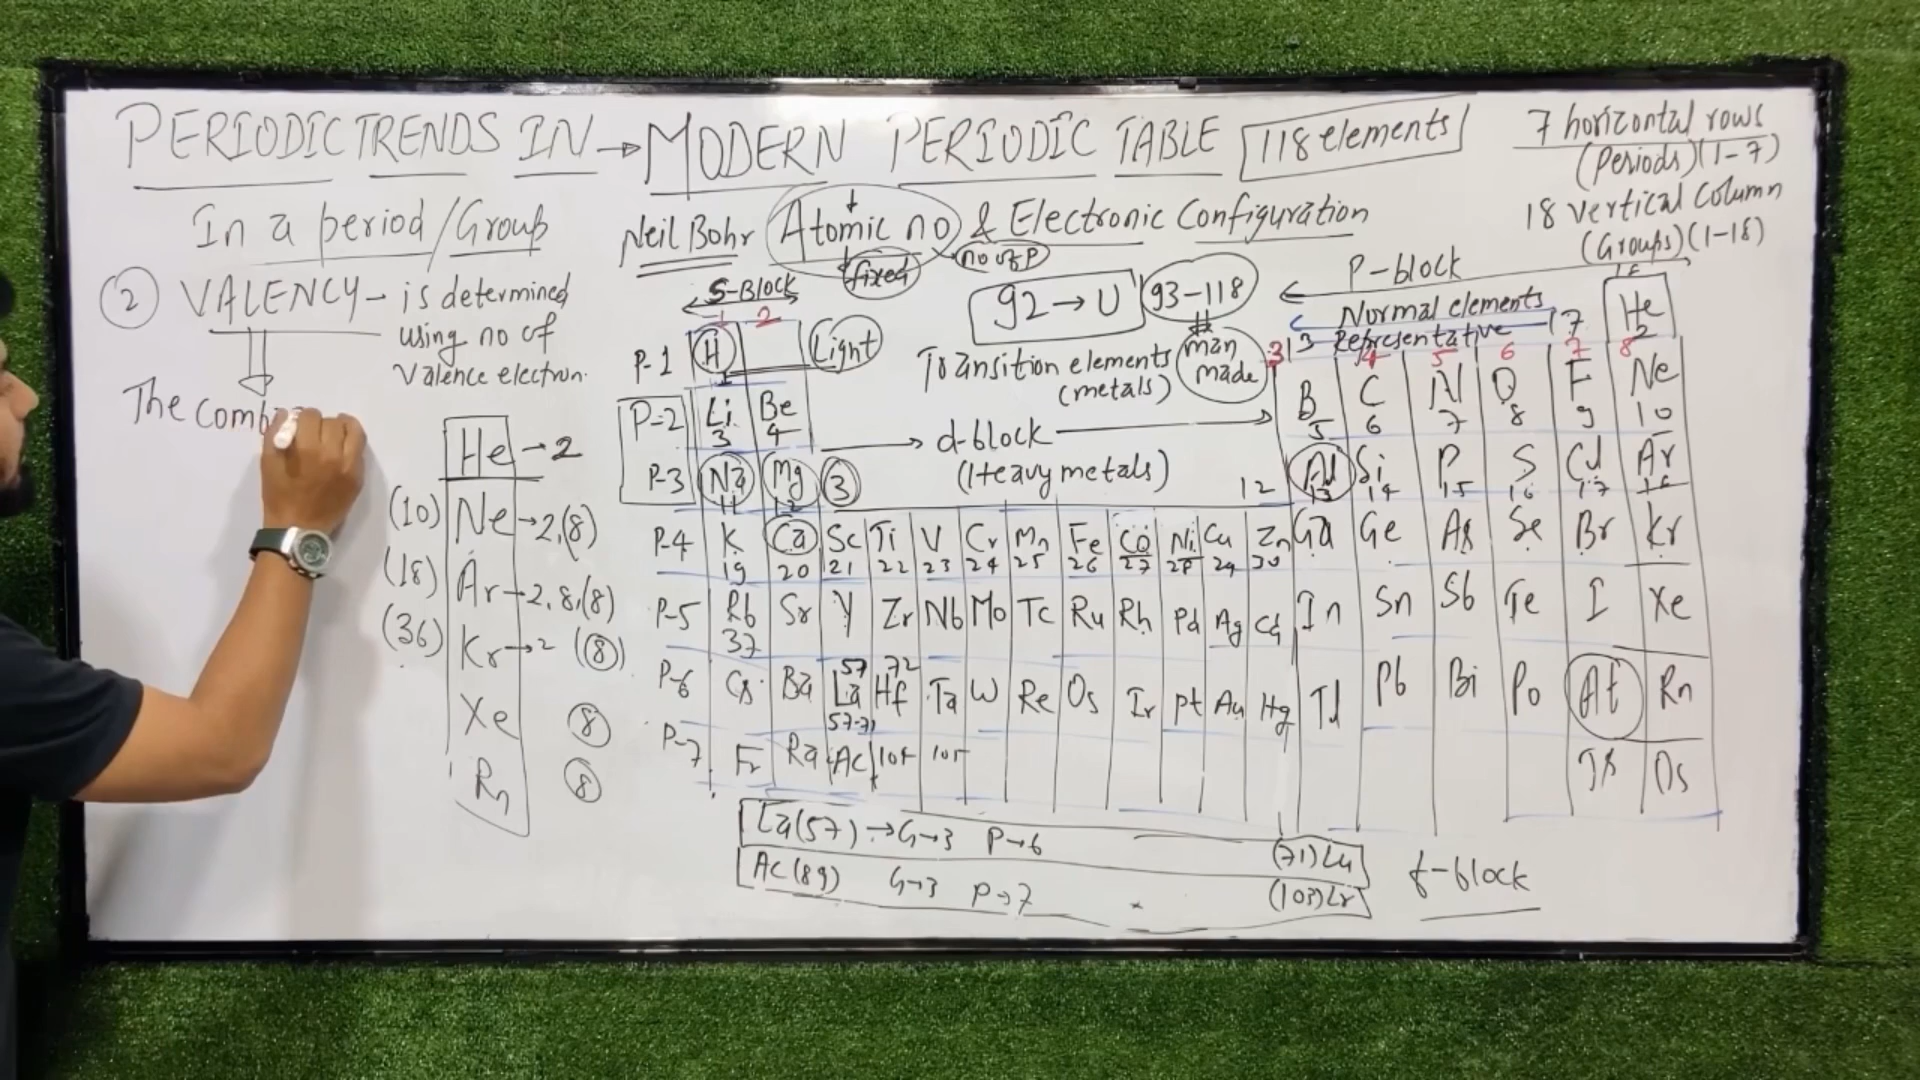 PERIODIC TRENDS IN → MODERN PERIODIC TABLE 118 elements
7 horizontal rows
(Periods) (1-7)
18 vertical Column
(Groups) (1-18)
In a period/Group
Neil Bohr Atomic no & Electronic Configuration
fixed no of P
② VALENCY - is determined
using no of
Valence electron.
The comb
He → 2
(10) Ne → 2,(8)
(18) Ar → 2,8,(8)
(36) Kr → 2 (8)
Xe 8
Rn 8
S-Block
1 2
92 → U 93-118
man
made
P-block
Normal elements
Representative
Transition elements
(metals)
Light
d-block
(Heavy metals)
3 12
13 17
3 4 5 6 7 8
P-1 H He
1 2
P-2 Li Be B C N O F Ne
3 4 5 6 7 8 9 10
P-3 Na Mg Al Si P S Cl Ar
11 12 13 14 15 16 17 18
P-4 K Ca Sc Ti V Cr Mn Fe Co Ni Cu Zn Ga Ge As Se Br Kr
19 20 21 22 23 24 25 26 27 28 29 30
P-5 Rb Sr Y Zr Nb Mo Tc Ru Rh Pd Ag Cd In Sn Sb Te I Xe
37
57 72
P-6 Cs Ba La Hf Ta W Re Os Ir Pt Au Hg Tl Pb Bi Po At Rn
57-71
P-7 Fr Ra Ac 104 105 Ts Os
La(57) → G→3 P→6 (71)Lu
Ac(89) G→3 P→7 (103)Lr
f-block